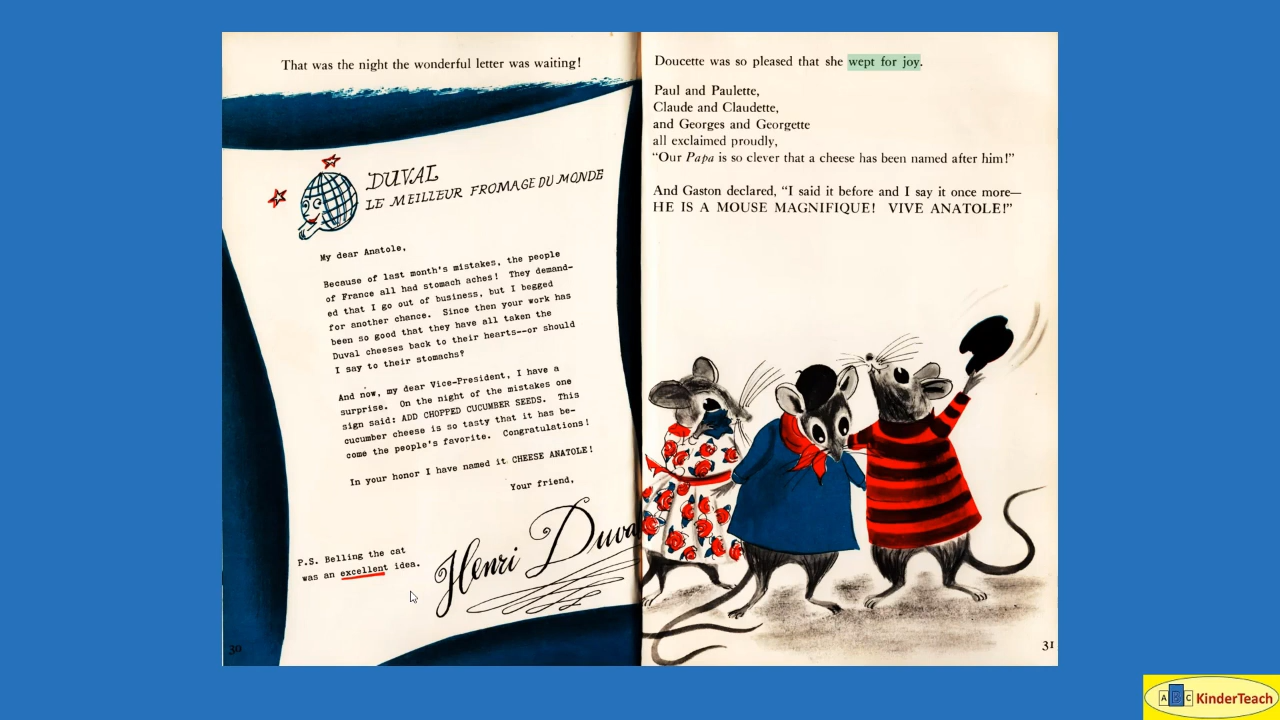 That was the night the wonderful letter was waiting!
DUVAL
LE MEILLEUR FROMAGE DU MONDE
My dear Anatole,
Because of last month's mistakes, the people
of France all had stomach aches! They demand-
ed that I go out of business, but I begged
for another chance. Since then your work has
been so good that they have all taken the
Duval cheeses back to their hearts--or should
I say to their stomachs?
And now, my dear Vice-President, I have a
surprise. On the night of the mistakes one
sign said: ADD CHOPPED CUCUMBER SEEDS. This
cucumber cheese is so tasty that it has be-
come the people's favorite. Congratulations!
In your honor I have named it CHEESE ANATOLE!
Your friend,
Henri Duva
P.S. Belling the cat
was an excellent idea.
30
Doucette was so pleased that she wept for joy.
Paul and Paulette,
Claude and Claudette,
and Georges and Georgette
all exclaimed proudly,
“Our Papa is so clever that a cheese has been named after him!”
And Gaston declared, “I said it before and I say it once more—
HE IS A MOUSE MAGNIFIQUE! VIVE ANATOLE!”
31
ABC KinderTeach